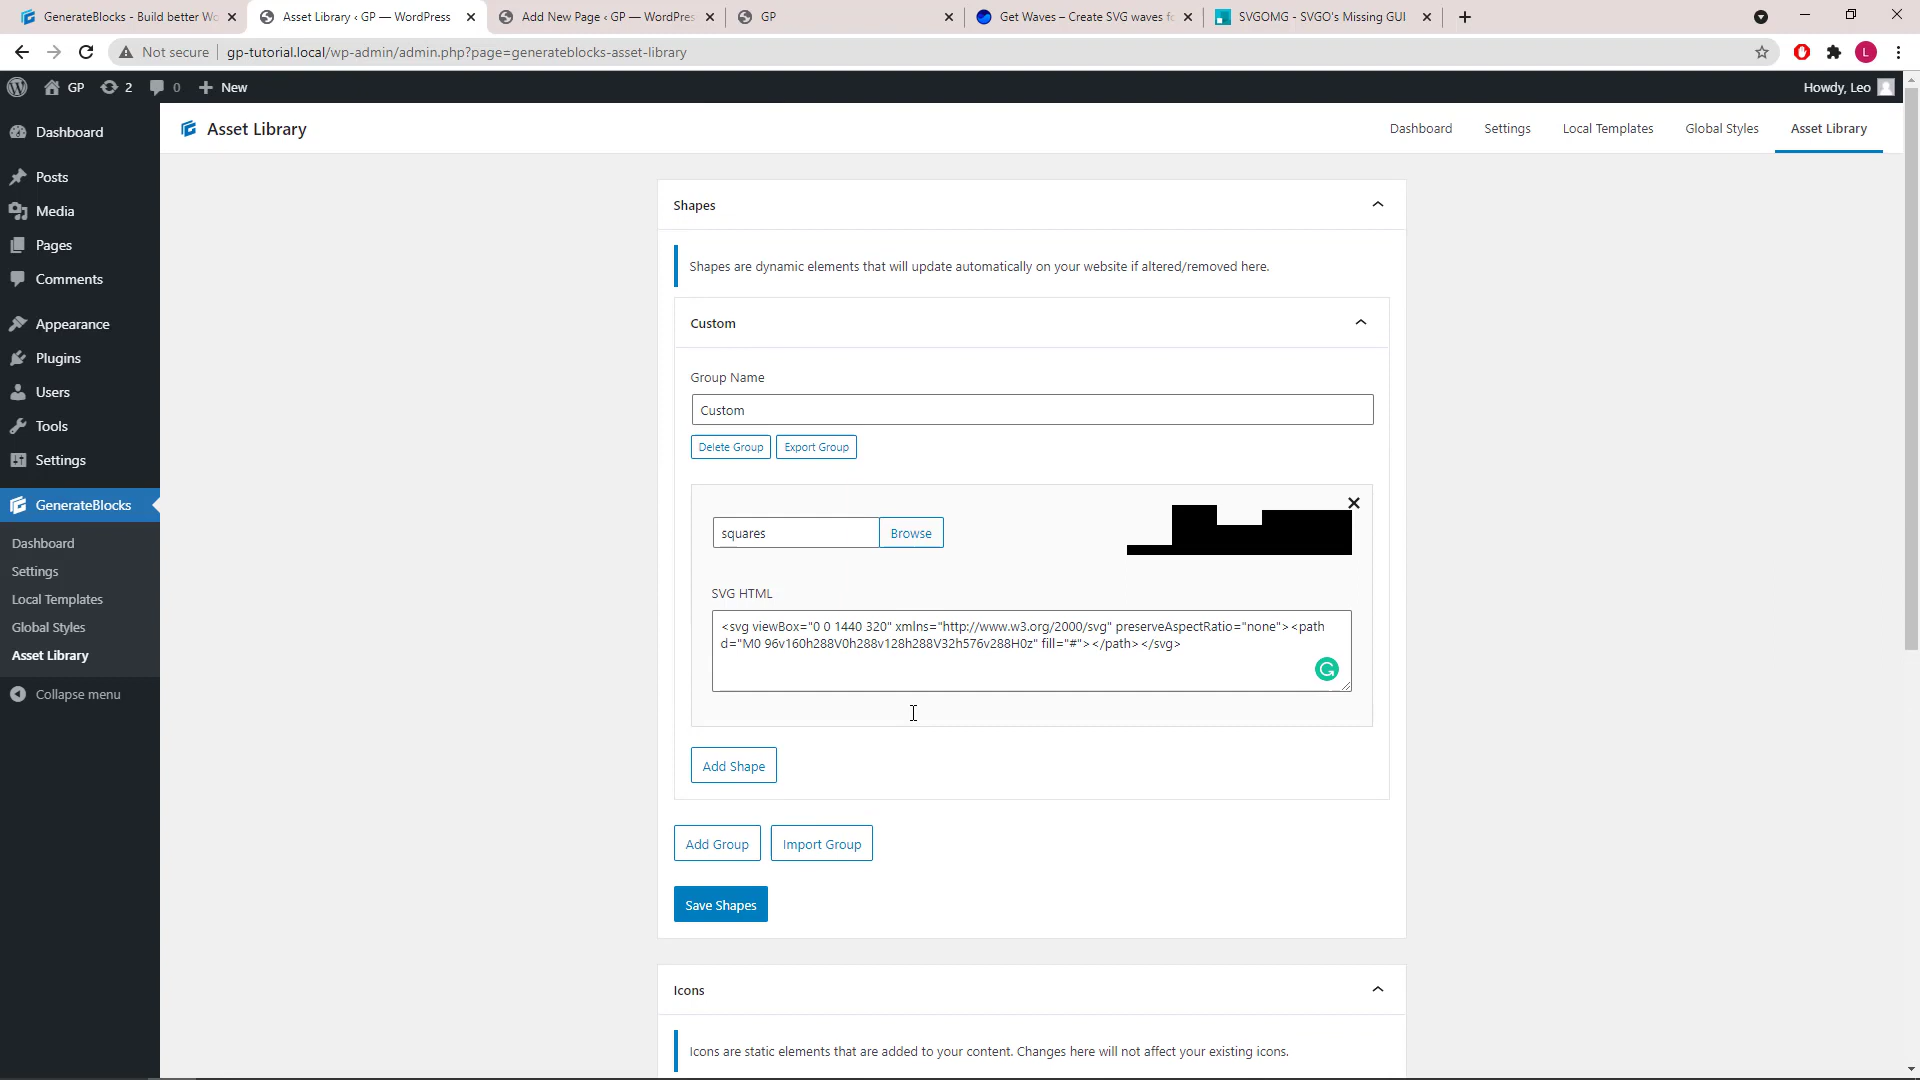 GenerateBlocks - Build better Wo
Asset Library ‹ GP — WordPress
Add New Page ‹ GP — WordPres
GP
Get Waves – Create SVG waves fo
SVGOMG - SVGO's Missing GUI
Not secure
gp-tutorial.local/wp-admin/admin.php?page=generateblocks-asset-library
L
GP
2
0
New
Howdy, Leo
Dashboard
Posts
Media
Pages
Comments
Appearance
Plugins
Users
Tools
Settings
GenerateBlocks
Dashboard
Settings
Local Templates
Global Styles
Asset Library
Collapse menu
Asset Library
Dashboard
Settings
Local Templates
Global Styles
Asset Library
Shapes
Shapes are dynamic elements that will update automatically on your website if altered/removed here.
Custom
Group Name
Custom
Delete Group
Export Group
squares
Browse
SVG HTML
<svg viewBox="0 0 1440 320" xmlns="http://www.w3.org/2000/svg" preserveAspectRatio="none"><path
d="M0 96v160h288V0h288v128h288V32h576v288H0z" fill="#"></path></svg>
Add Shape
Add Group
Import Group
Save Shapes
Icons
Icons are static elements that are added to your content. Changes here will not affect your existing icons.